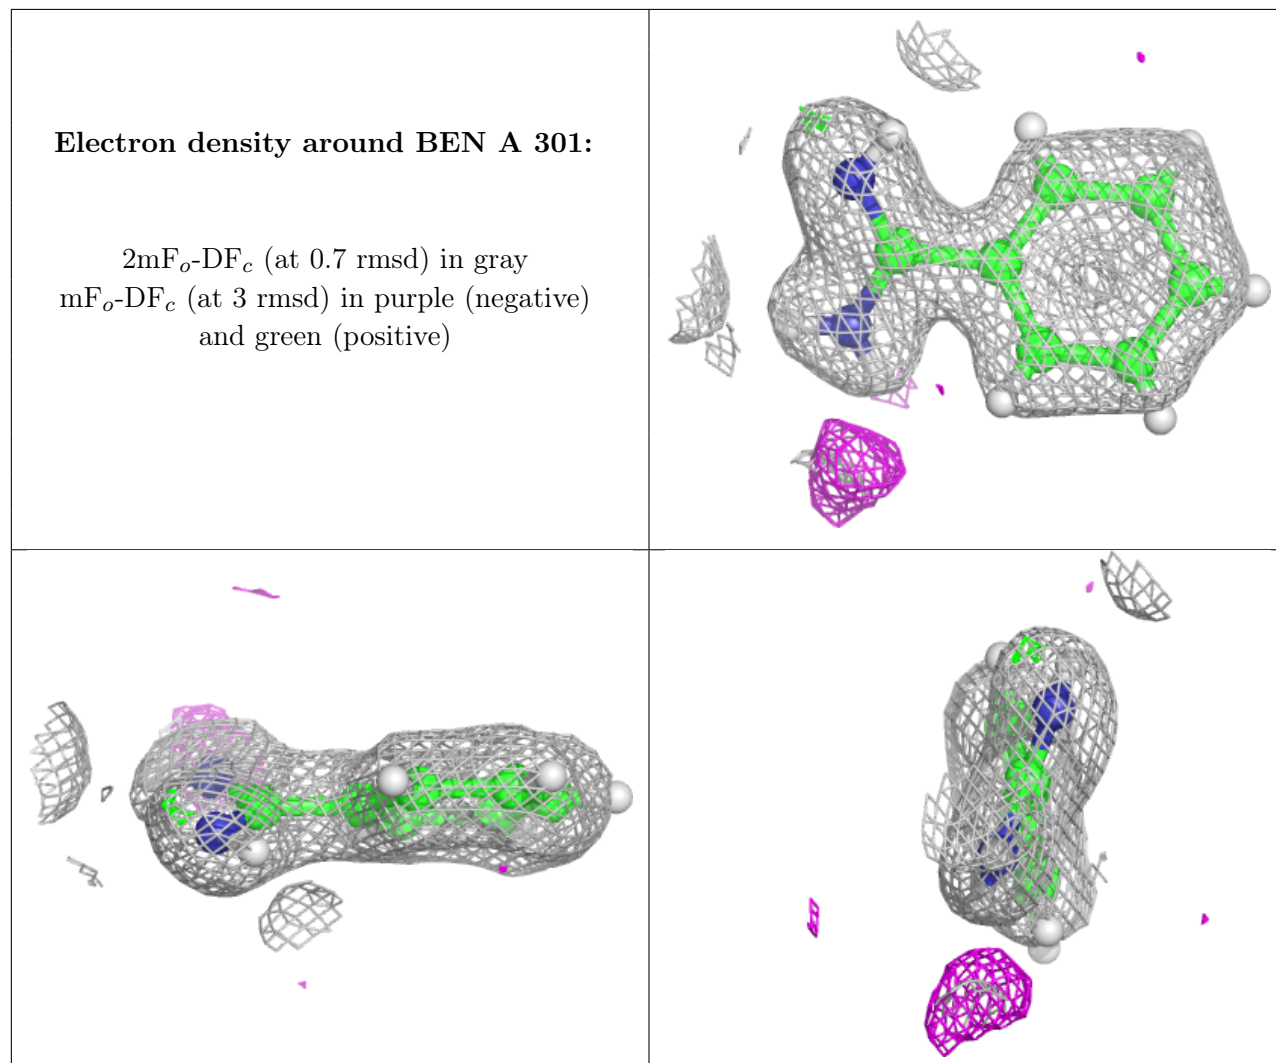 Electron density around BEN A 301:
2mFo-DFc (at 0.7 rmsd) in gray
mFo-DFc (at 3 rmsd) in purple (negative)
and green (positive)